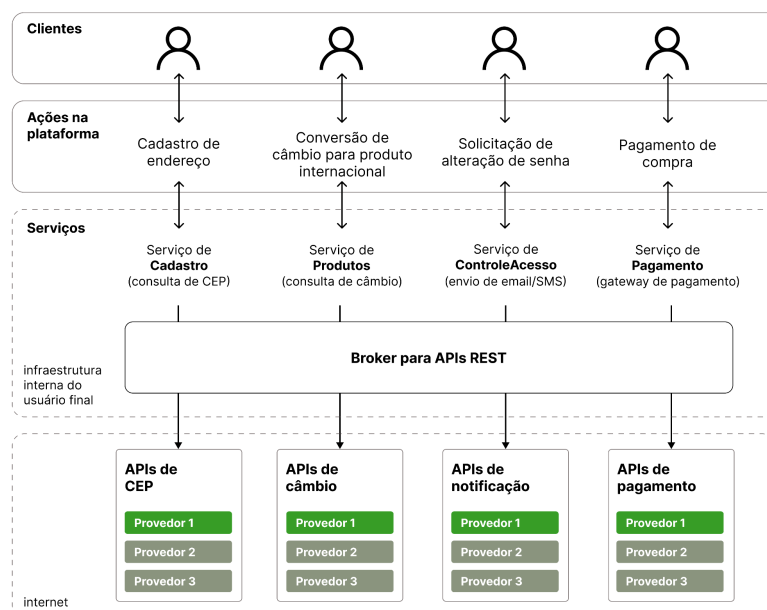 Clientes
Ações na
plataforma
Cadastro de
endereço
Conversão de
câmbio para produto
internacional
Solicitação de
alteração de senha
Pagamento de
compra
Serviços
Serviço de
Cadastro
(consulta de CEP)
Serviço de
Produtos
(consulta de câmbio)
Serviço de
ControleAcesso
(envio de email/SMS)
Serviço de
Pagamento
(gateway de pagamento)
Broker para APIs REST
infraestrutura
interna do
usuário final
APIs de
CEP
Provedor 1
Provedor 2
Provedor 3
APIs de
câmbio
Provedor 1
Provedor 2
Provedor 3
APIs de
notificação
Provedor 1
Provedor 2
Provedor 3
APIs de
pagamento
Provedor 1
Provedor 2
Provedor 3
internet